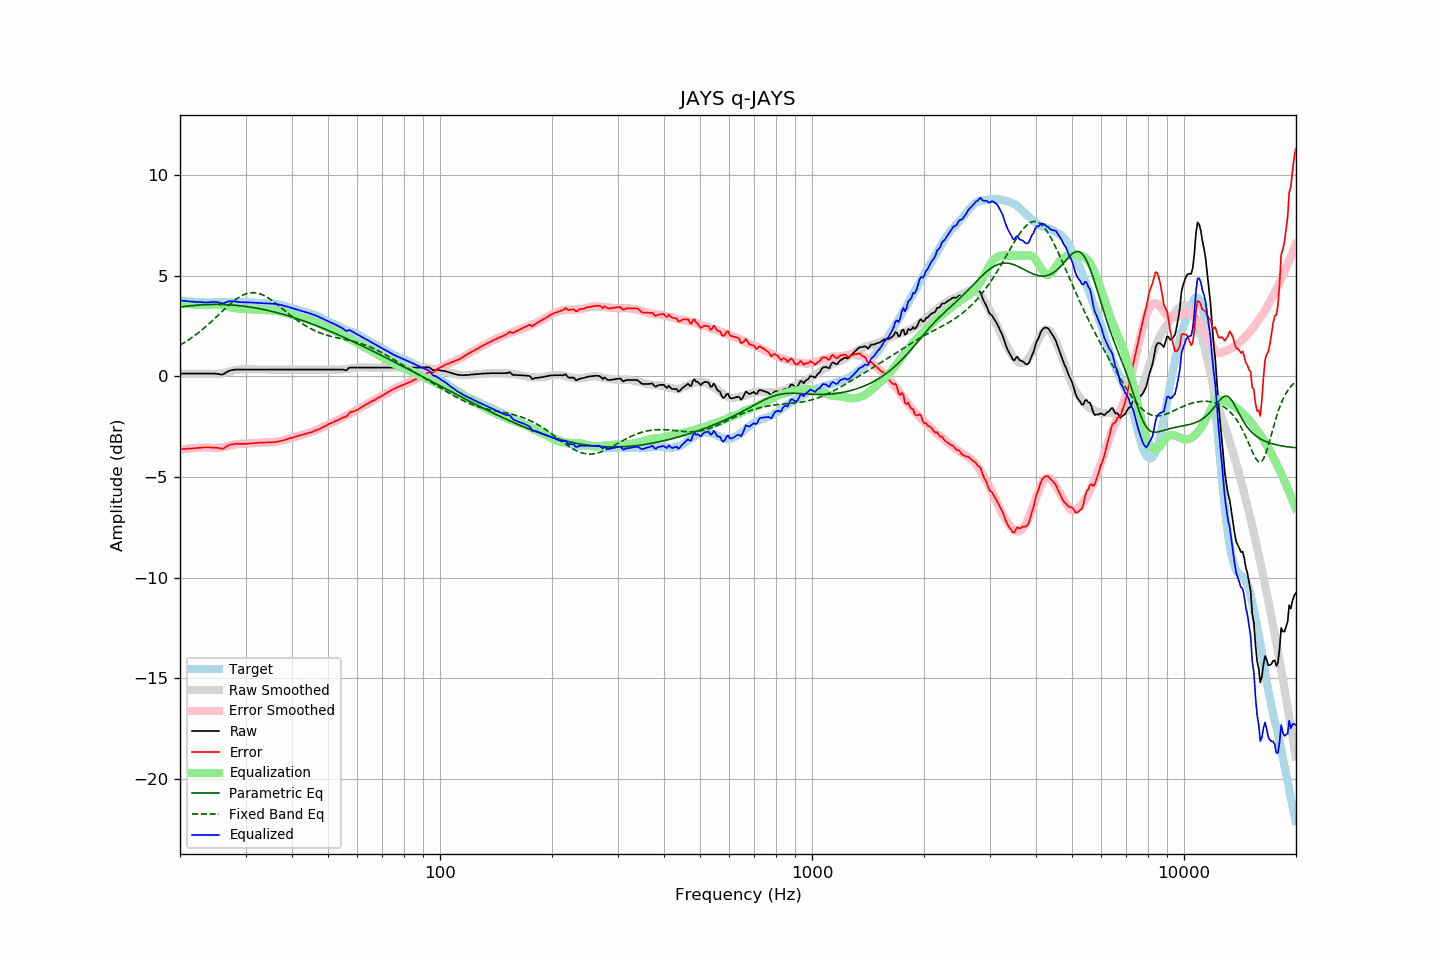 JAYS q-JAYS
Amplitude (dBr)
10
5
0
−5
−10
−15
−20
Target
Raw Smoothed
Error Smoothed
Raw
Error
Equalization
Parametric Eq
Fixed Band Eq
Equalized
100
1000
10000
Frequency (Hz)